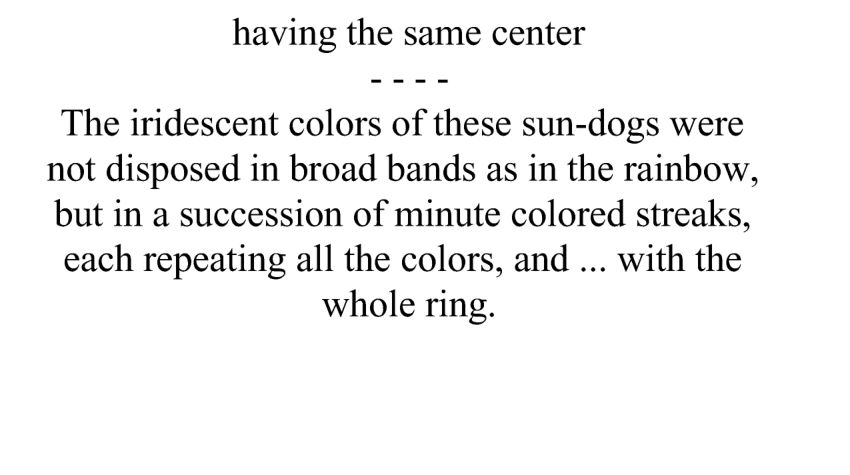 having the same center
- - - -
The iridescent colors of these sun-dogs were
not disposed in broad bands as in the rainbow,
but in a succession of minute colored streaks,
each repeating all the colors, and ... with the
whole ring.